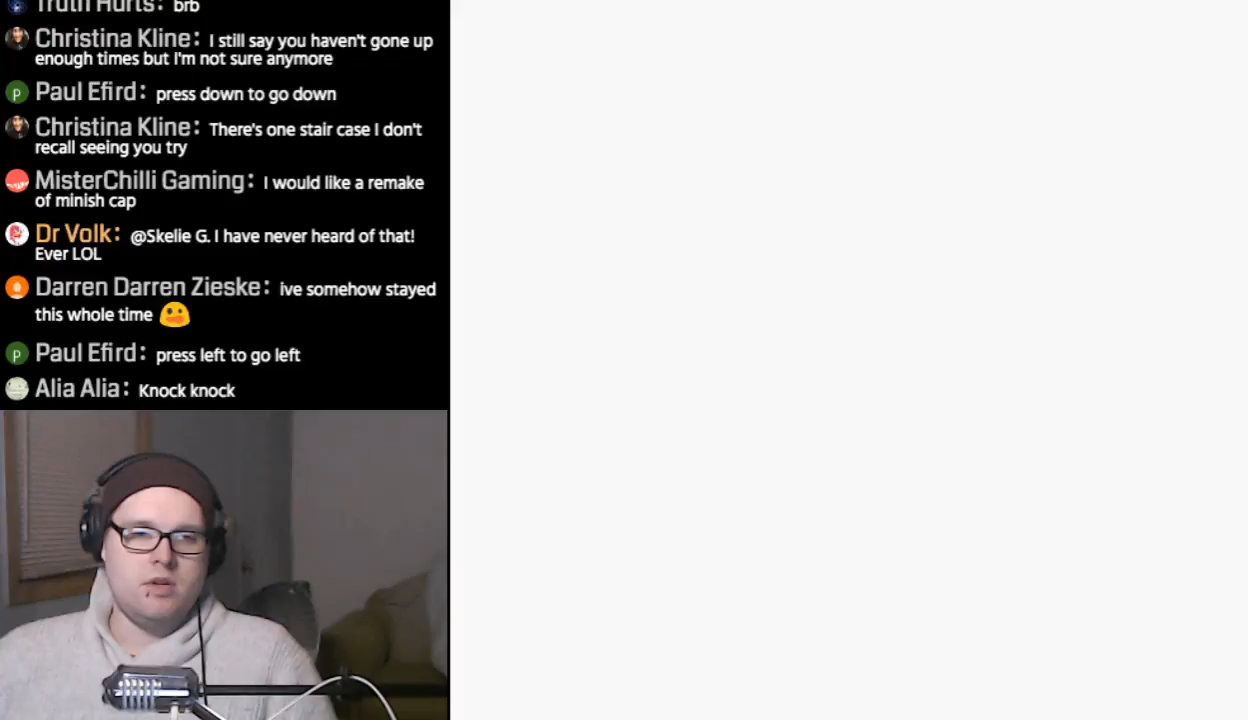 Truth Hurts: brb
Christina Kline: I still say you haven't gone up
enough times but I'm not sure anymore
P
Paul Efird: press down to go down
Christina Kline: There's one stair case I don't
recall seeing you try
MisterChilli Gaming: I would like a remake
of minish cap
Dr Volk: @Skelie G. I have never heard of that!
Ever LOL
Darren Darren Zieske: ive somehow stayed
this whole time
P
Paul Efird: press left to go left
Alia Alia: Knock knock